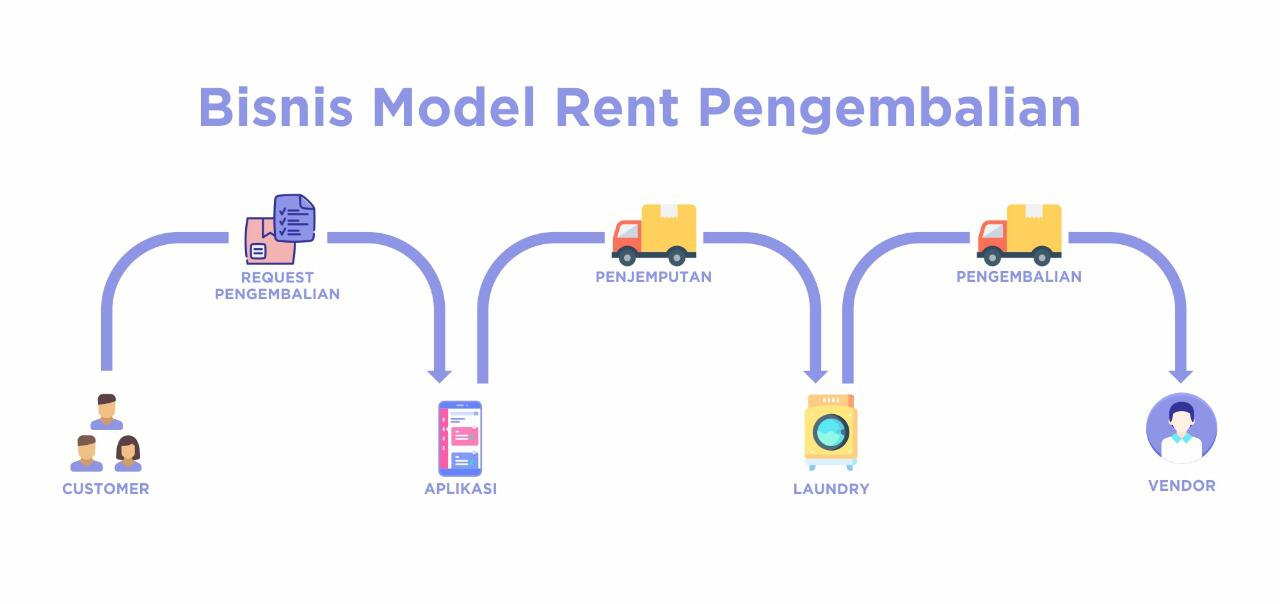 Bisnis Model Rent Pengembalian
REQUEST
PENGEMBALIAN
PENJEMPUTAN
PENGEMBALIAN
CUSTOMER
APLIKASI
LAUNDRY
VENDOR